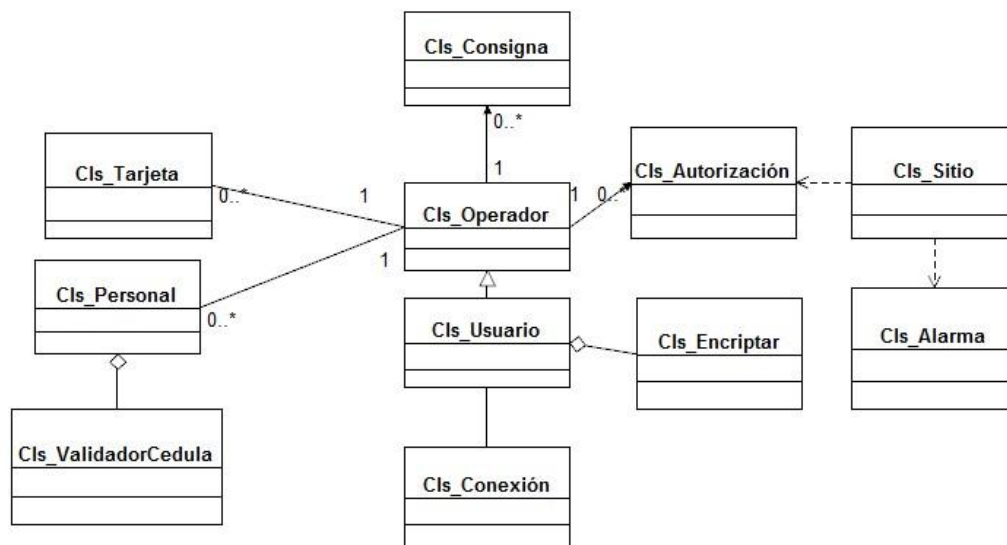 Cls_Consigna
0..*
1
Cls_Tarjeta
0..*
1
Cls_Operador
1
0..
Cls_Autorización
Cls_Sitio
Cls_Personal
0..*
1
Cls_Usuario
Cls_Encriptar
Cls_Alarma
Cls_ValidadorCedula
Cls_Conexión